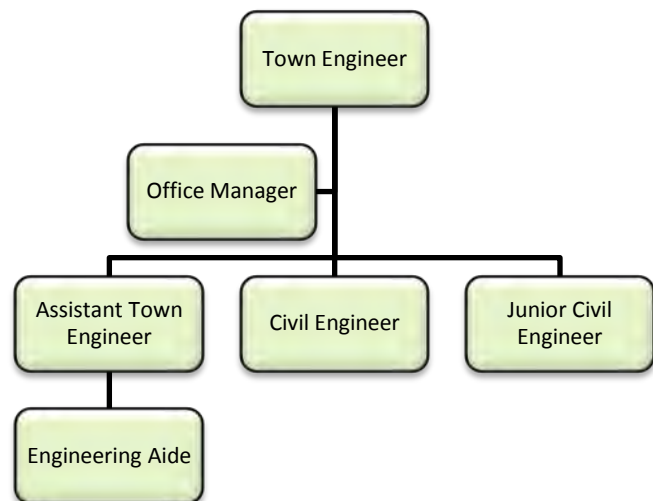 Town Engineer
Office Manager
Assistant Town
Engineer
Civil Engineer
Junior Civil
Engineer
Engineering Aide